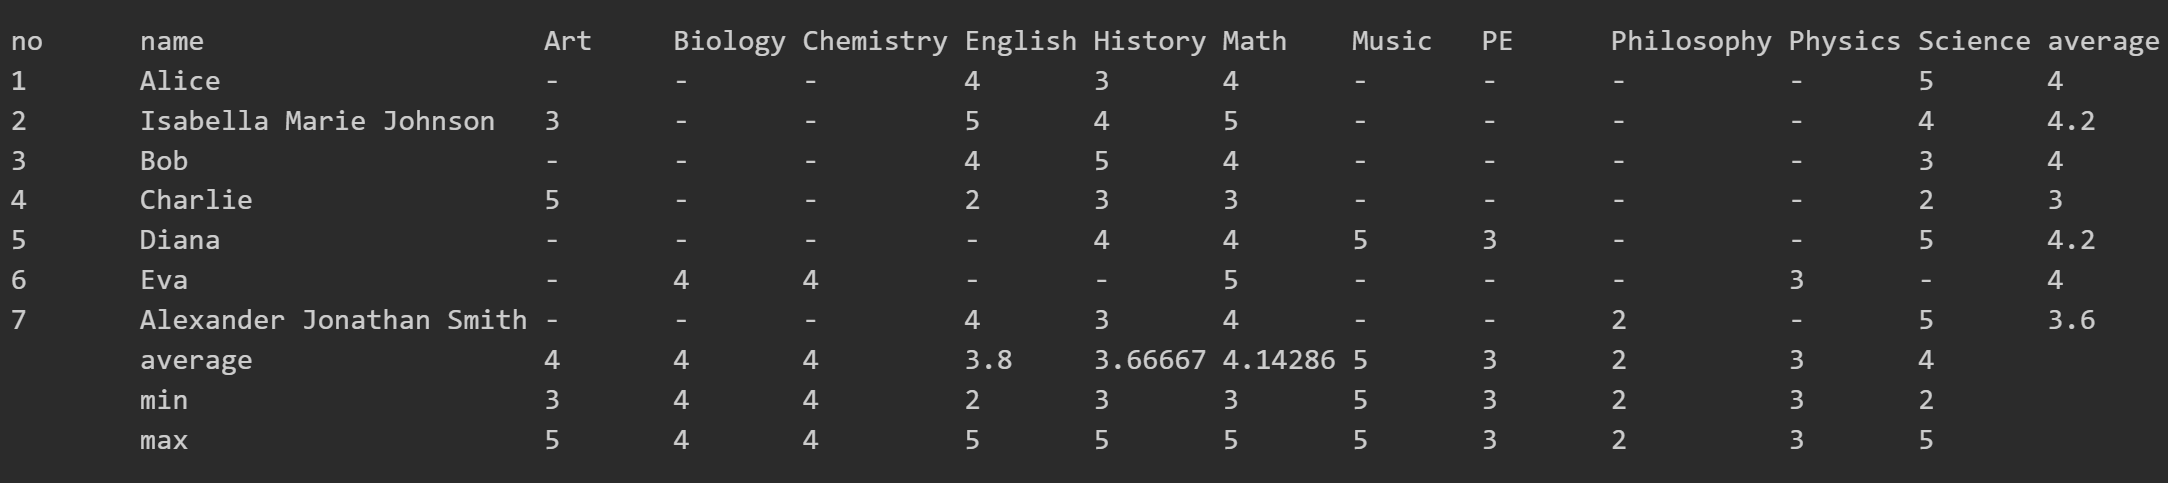 no name Art Biology Chemistry English History Math Music PE Philosophy Physics Science average
1 Alice - - - 4 3 4 - - - - 5 4
2 Isabella Marie Johnson 3 - - 5 4 5 - - - - 4 4.2
3 Bob - - - 4 5 4 - - - - 3 4
4 Charlie 5 - - 2 3 3 - - - - 2 3
5 Diana - - - - 4 4 5 3 - - 5 4.2
6 Eva - 4 4 - - 5 - - - 3 - 4
7 Alexander Jonathan Smith - - - 4 3 4 - - 2 - 5 3.6
average 4 4 4 3.8 3.66667 4.14286 5 3 2 3 4
min 3 4 4 2 3 3 5 3 2 3 2
max 5 4 4 5 5 5 5 3 2 3 5